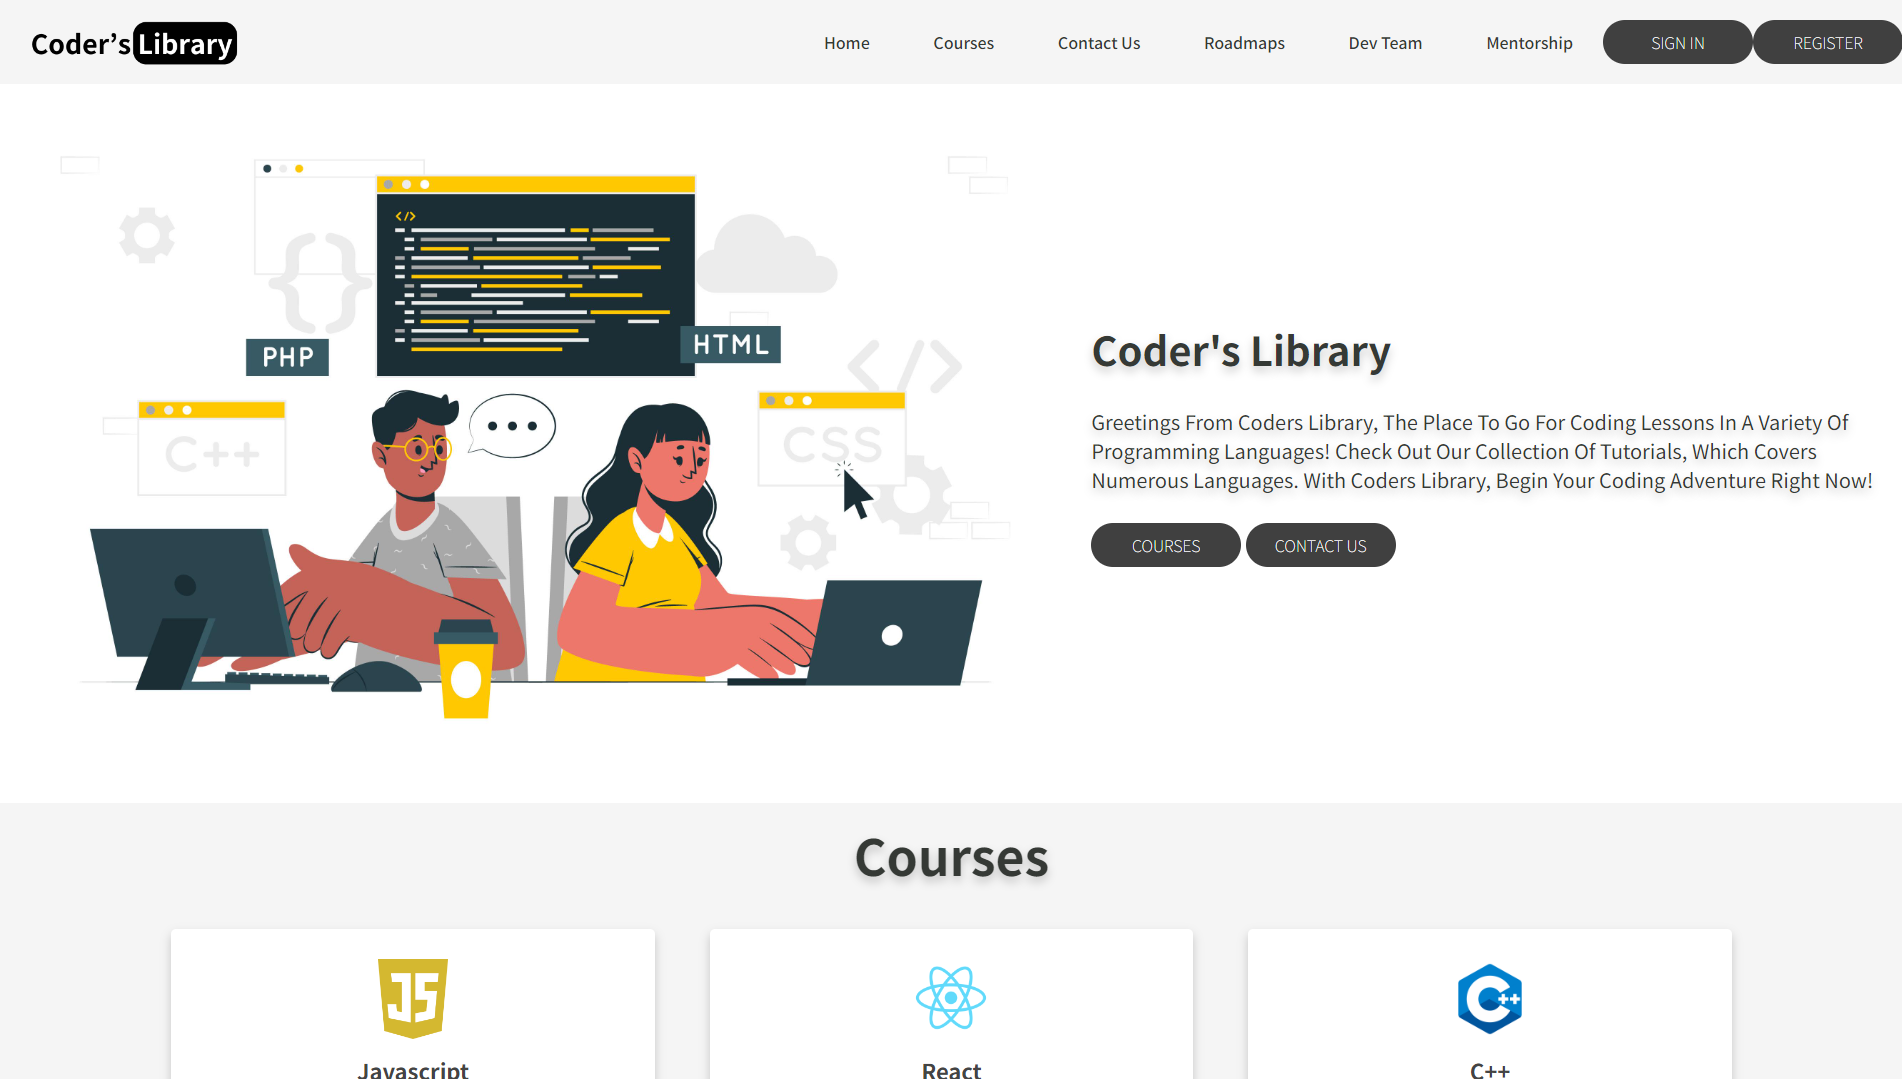 Coder’s Library
Home Courses Contact Us Roadmaps Dev Team Mentorship SIGN IN REGISTER
</>
PHP
HTML
</>
C++
CSS
Coder's Library
Greetings From Coders Library, The Place To Go For Coding Lessons In A Variety Of
Programming Languages! Check Out Our Collection Of Tutorials, Which Covers
Numerous Languages. With Coders Library, Begin Your Coding Adventure Right Now!
COURSES CONTACT US
Courses
JS
C++
Javascript
React
C++